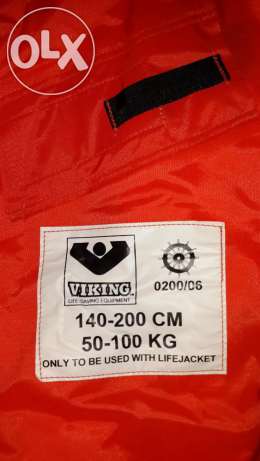 OLX
VIKING
LIFE-SAVING EQUIPMENT
0200/06
140-200 CM
50-100 KG
ONLY TO BE USED WITH LIFEJACKET